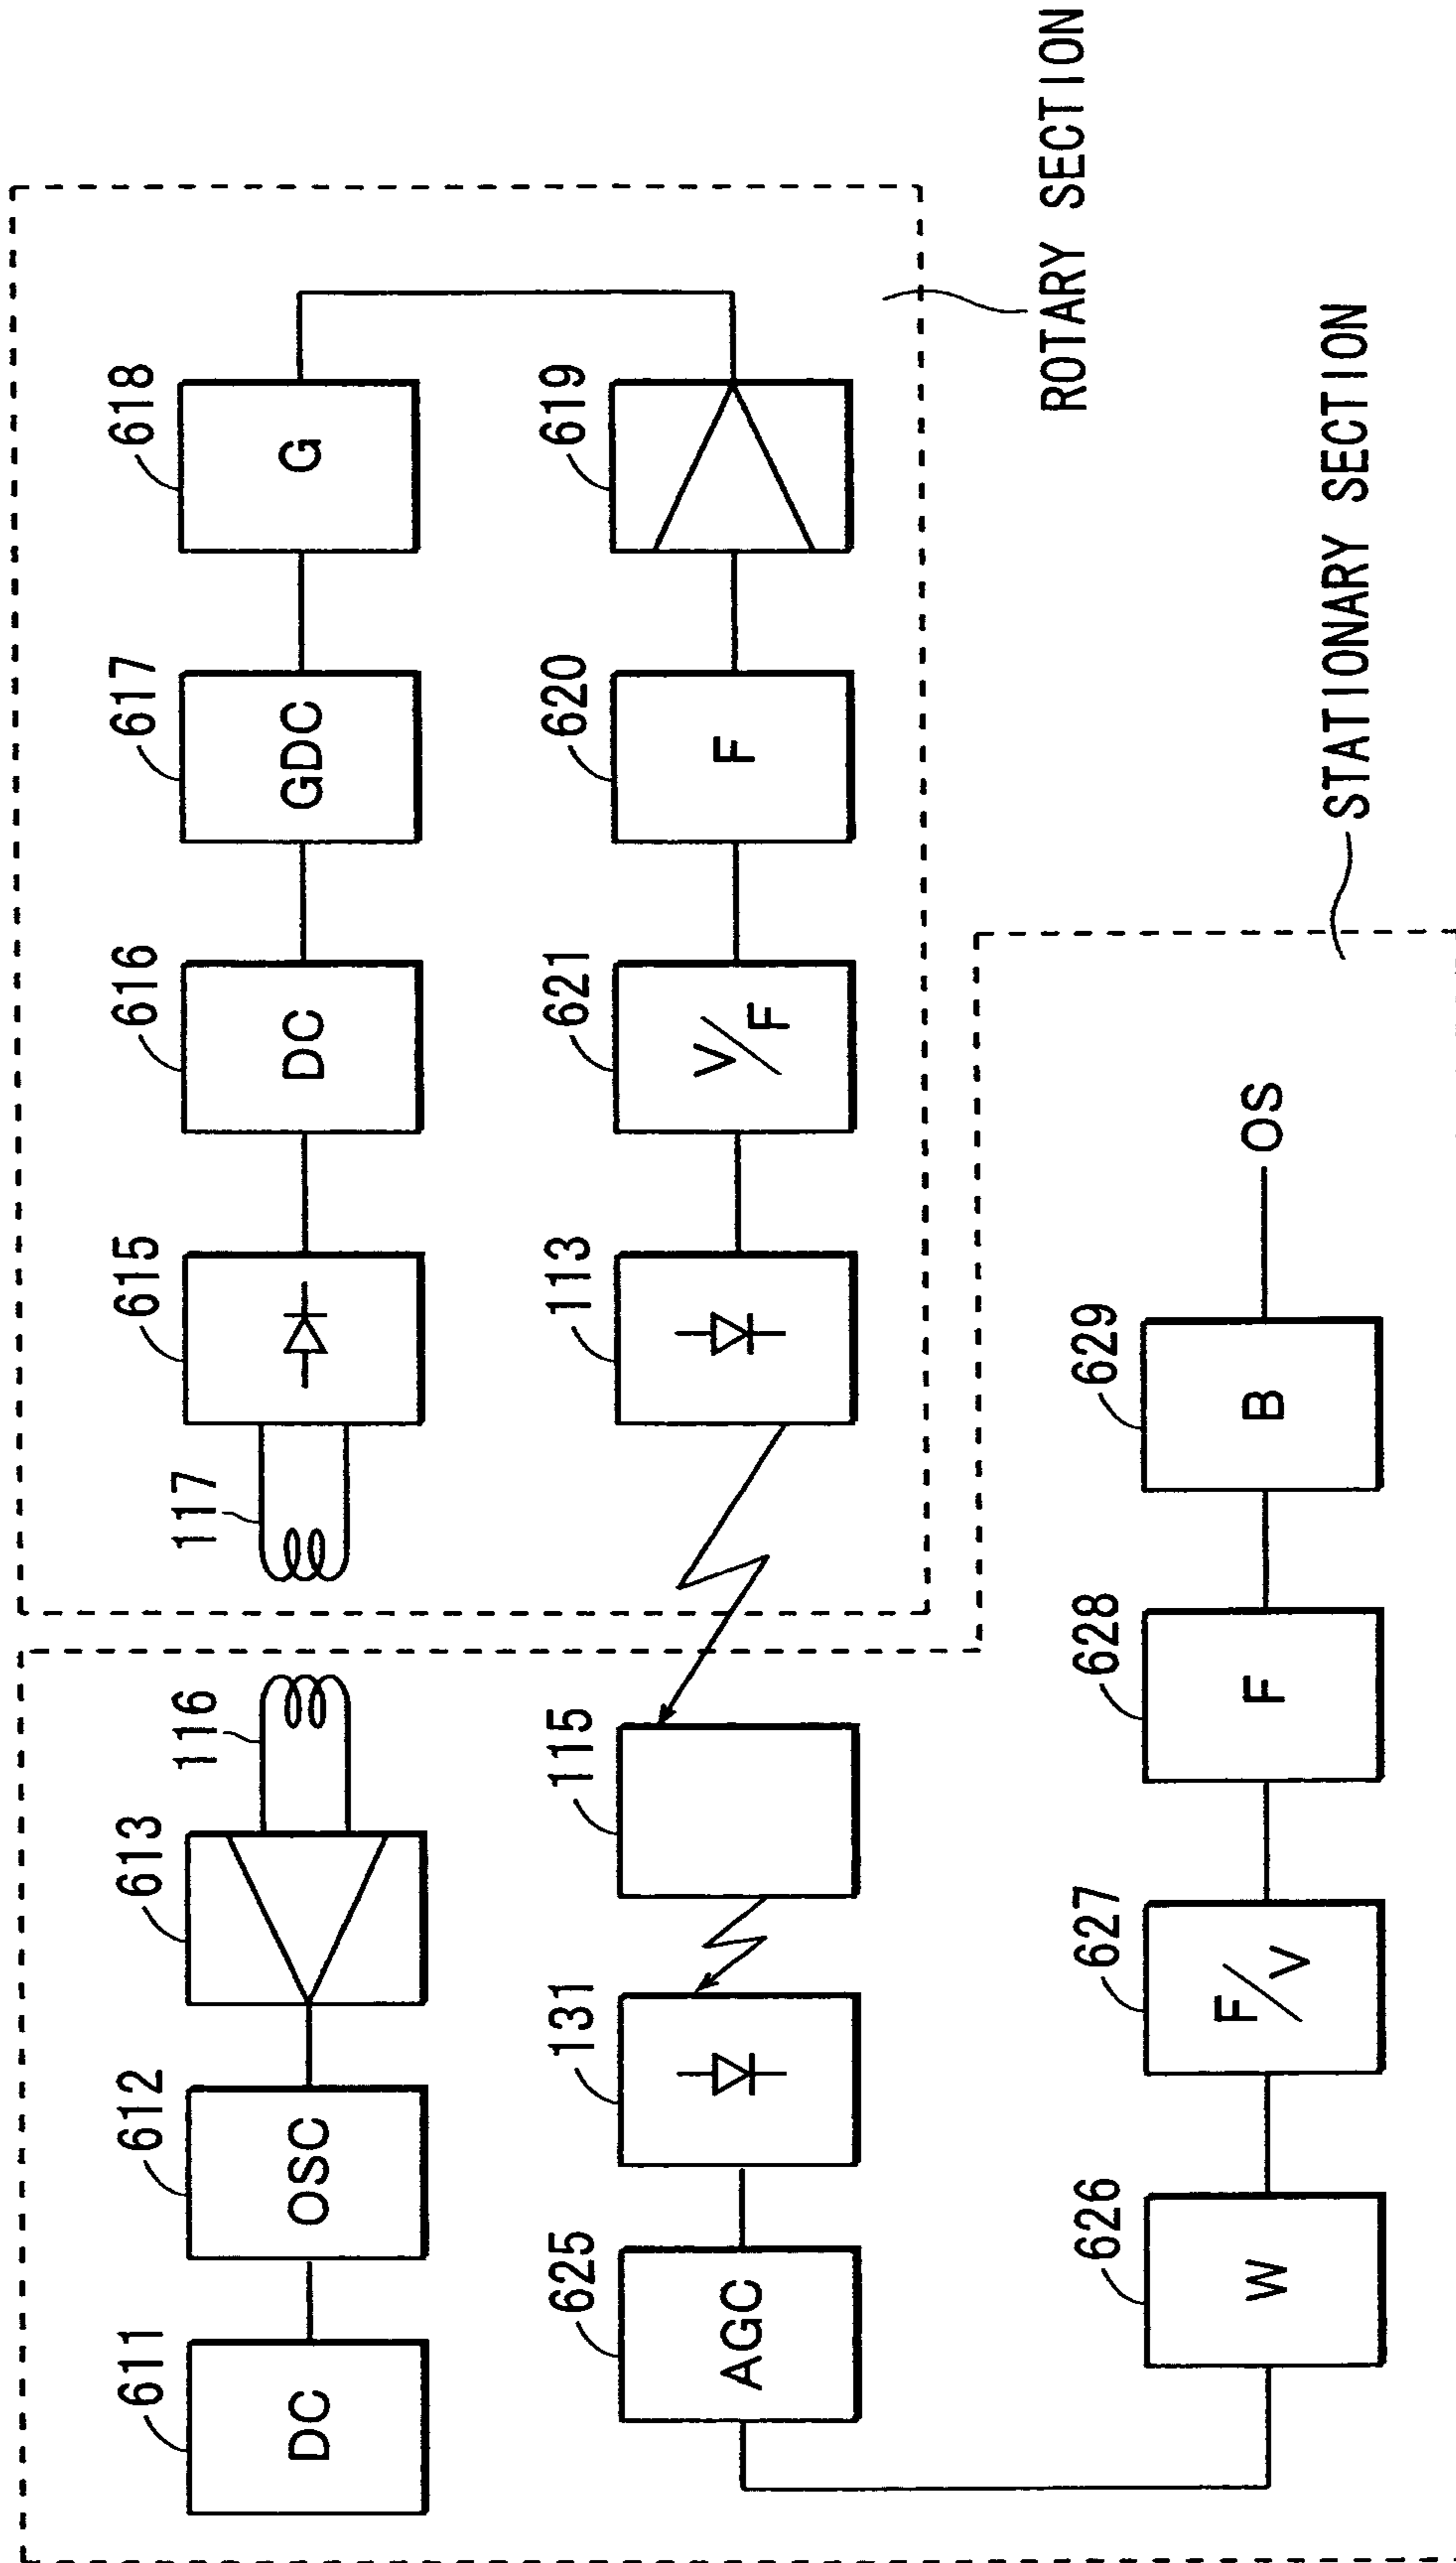 611
DC
612
OSC
613
116
117
615
616
DC
617
GDC
618
G
625
AGC
131
115
113
621
V/F
620
F
619
ROTARY SECTION
626
W
627
F/V
628
F
629
B
OS
STATIONARY SECTION